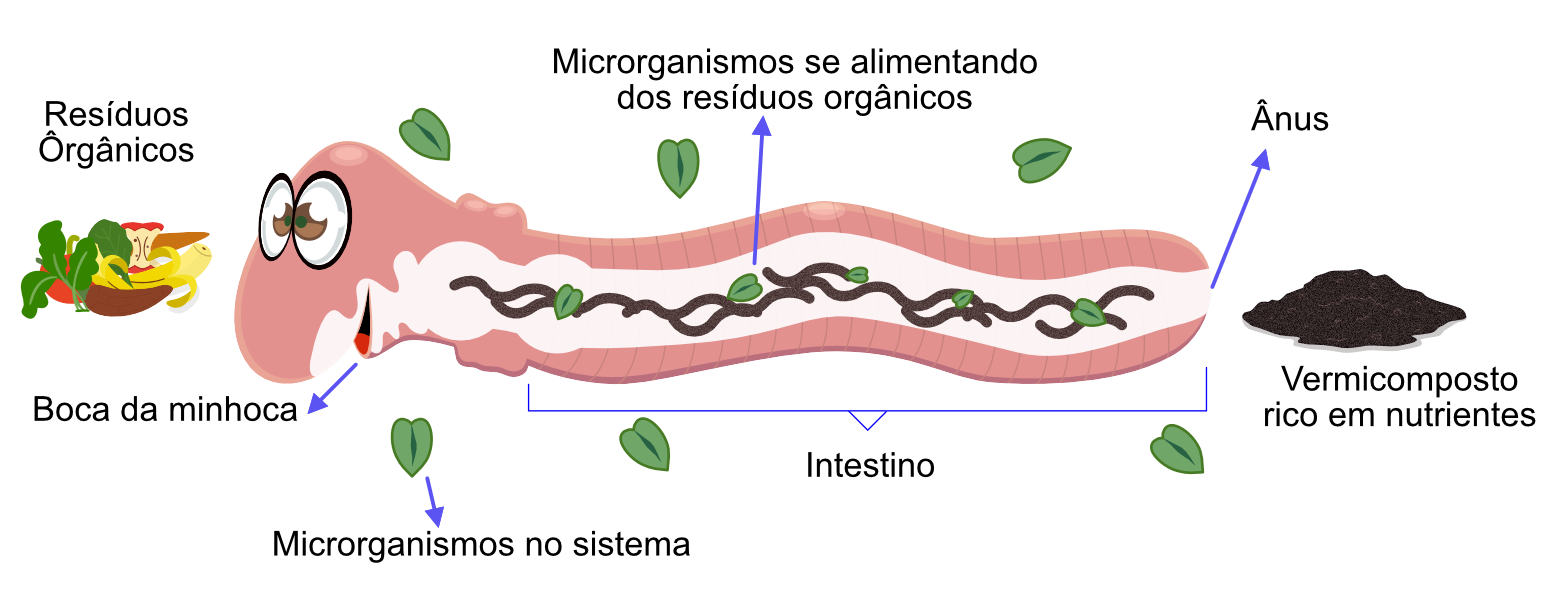 Microrganismos se alimentando
dos resíduos orgânicos
Resíduos
Ôrgânicos
Ânus
Boca da minhoca
Vermicomposto
rico em nutrientes
Intestino
Microrganismos no sistema